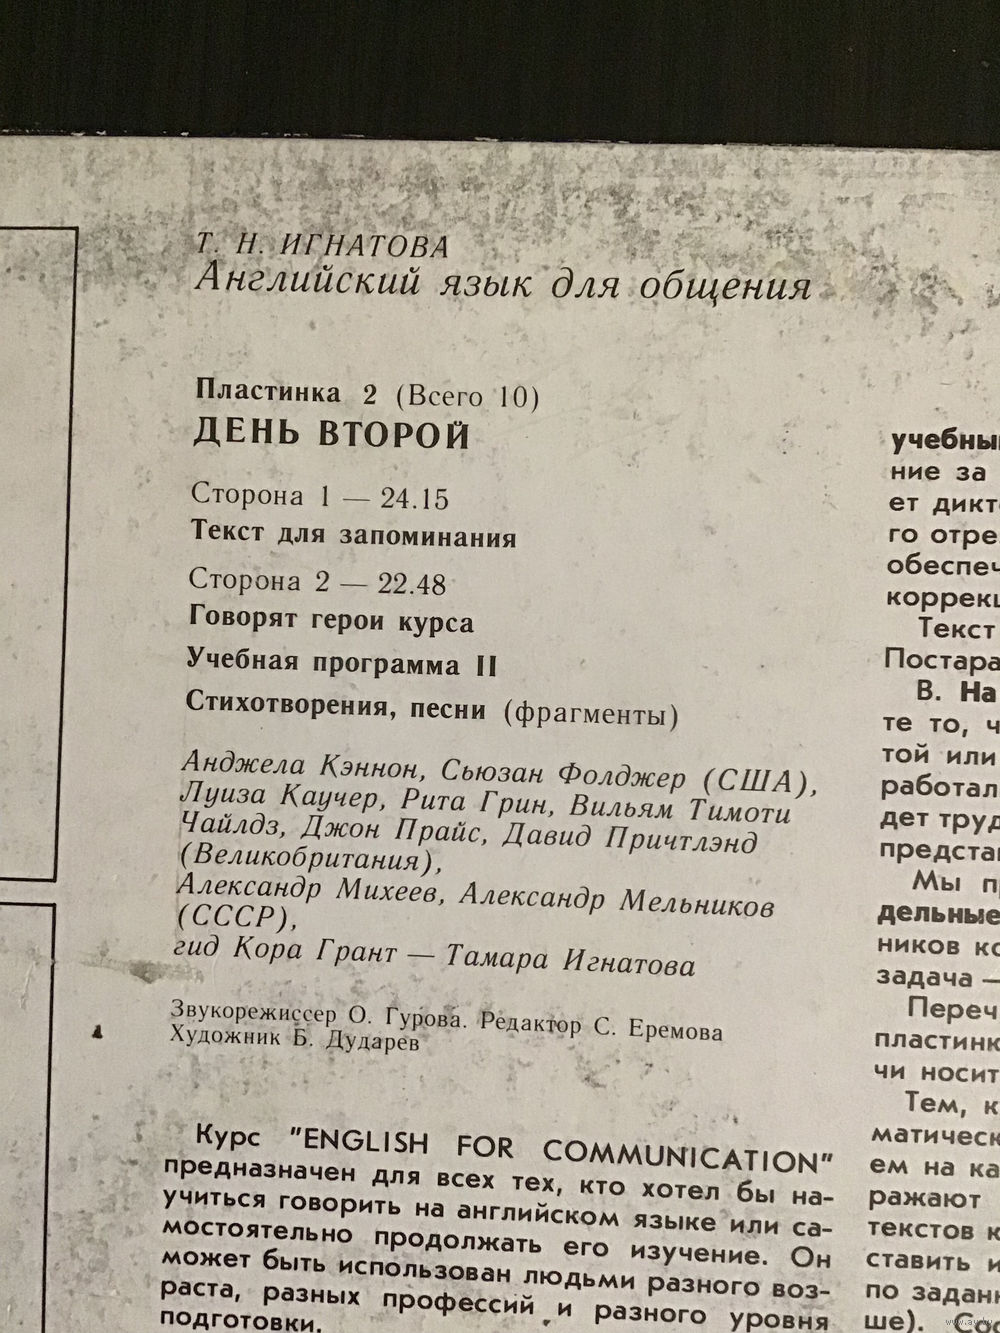 Т. Н. ИГНАТОВА
Английский язык для общения
Пластинка 2 (Всего 10)
ДЕНЬ ВТОРОЙ
Сторона 1 — 24.15
Текст для запоминания
Сторона 2 — 22.48
Говорят герои курса
Учебная программа II
Стихотворения, песни (фрагменты)
Анджела Кэннон, Сьюзан Фолджер (США),
Луиза Каучер, Рита Грин, Вильям Тимоти
Чайлдз, Джон Прайс, Давид Причтлэнд
(Великобритания),
Александр Михеев, Александр Мельников
(СССР),
гид Кора Грант — Тамара Игнатова
Звукорежиссер О. Гурова. Редактор С. Еремова
Художник Б. Дударев
Курс "ENGLISH FOR COMMUNICATION"
предназначен для всех тех, кто хотел бы на-
учиться говорить на английском языке или са-
мостоятельно продолжать его изучение. Он
может быть использован людьми разного воз-
раста, разных профессий и разного уровня
подготовки.
учебны
ние за
ет дикт
го отре
обеспеч
коррекц
Текст
Постара
В. На
те то, ч
той или
работал
дет труд
предста
Мы п
дельные
ников ко
задача —
Переч
пластинк
чи носит
Тем, к
матическ
ем на ка
ражают
текстов к
ставить и
по задан
ше). Со
www.ay.by